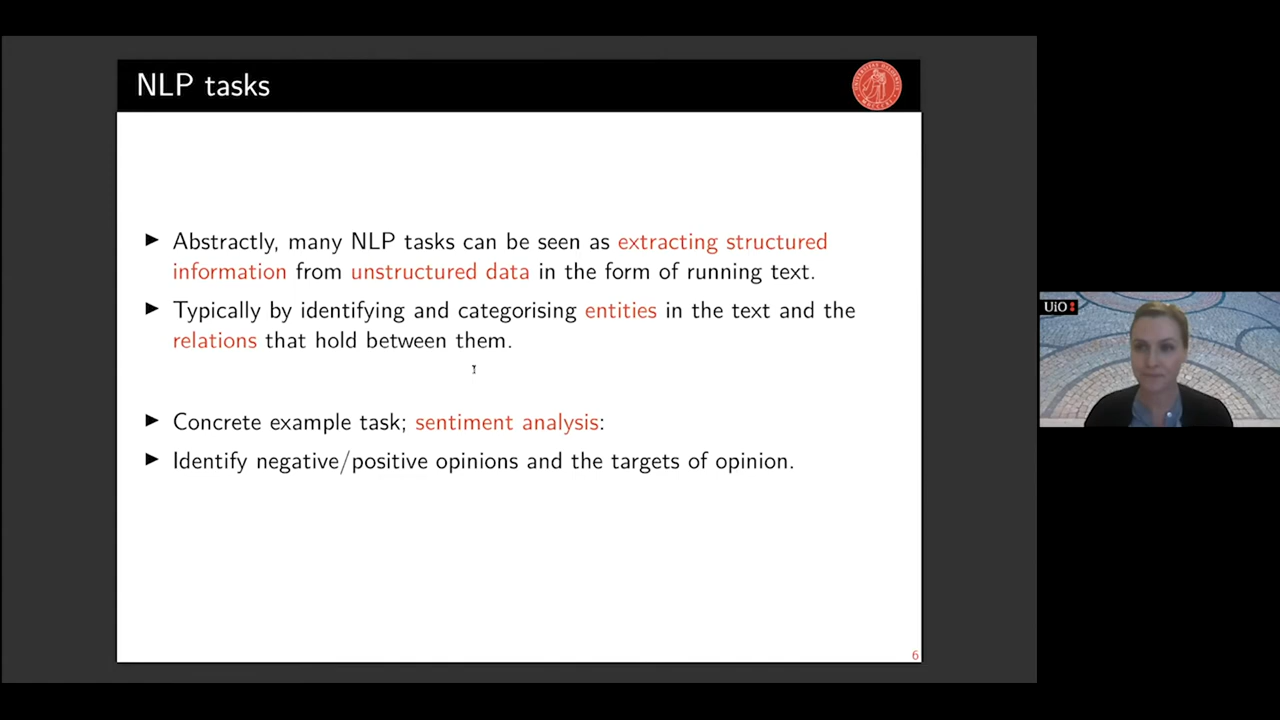 NLP tasks
▶ Abstractly, many NLP tasks can be seen as extracting structured
information from unstructured data in the form of running text.
▶ Typically by identifying and categorising entities in the text and the
relations that hold between them.
UiO
▶ Concrete example task; sentiment analysis:
▶ Identify negative/positive opinions and the targets of opinion.
6